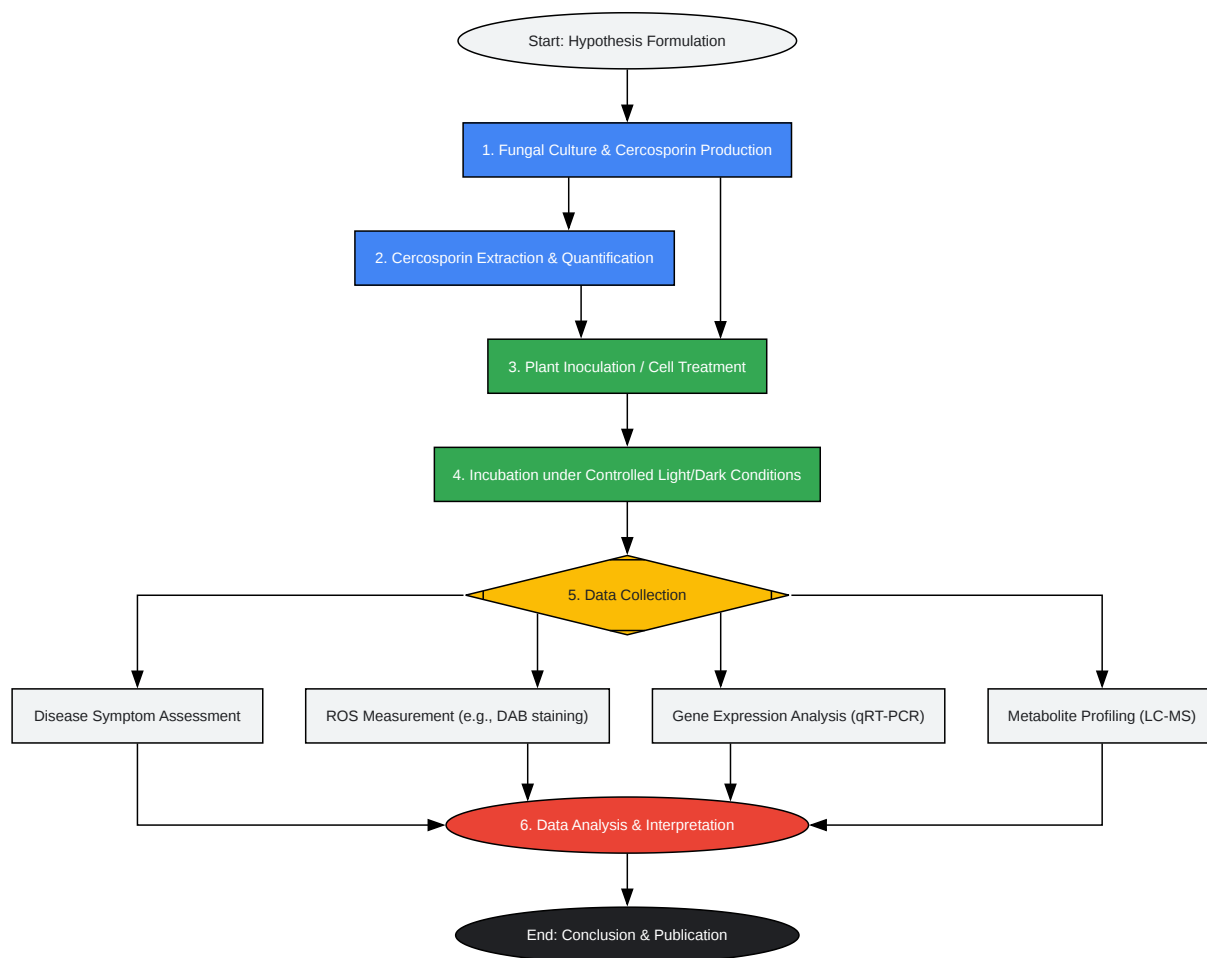 Start: Hypothesis Formulation
1. Fungal Culture & Cercosporin Production
2. Cercosporin Extraction & Quantification
3. Plant Inoculation / Cell Treatment
4. Incubation under Controlled Light/Dark Conditions
5. Data Collection
Disease Symptom Assessment
ROS Measurement (e.g., DAB staining)
Gene Expression Analysis (qRT-PCR)
Metabolite Profiling (LC-MS)
6. Data Analysis & Interpretation
End: Conclusion & Publication